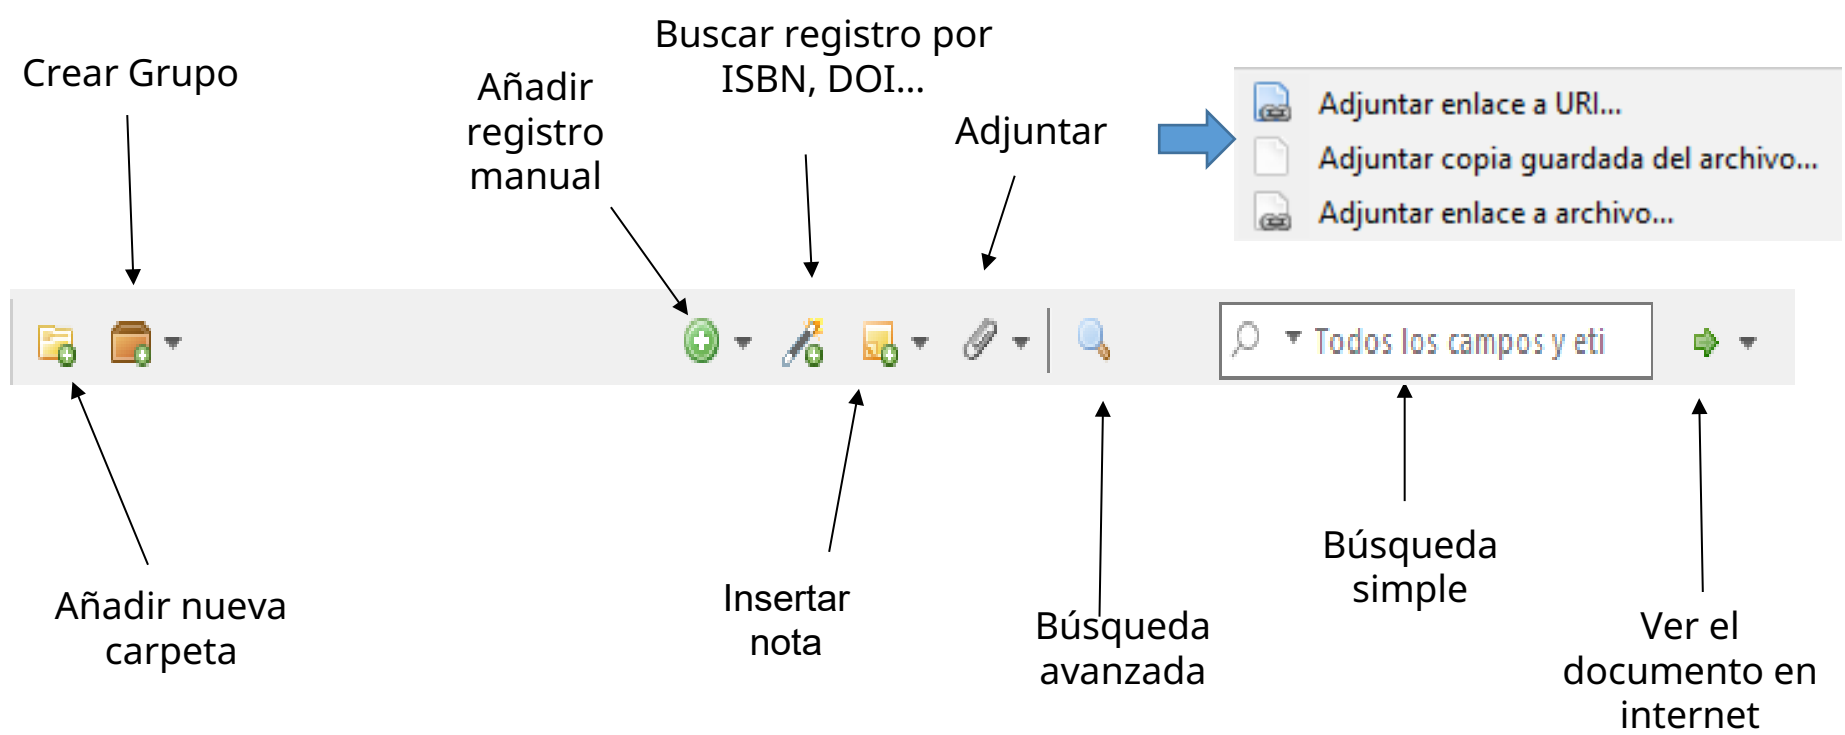 Crear Grupo
Añadir
registro
manual
Buscar registro por
ISBN, DOI...
Adjuntar
Adjuntar enlace a URI...
Adjuntar copia guardada del archivo...
Adjuntar enlace a archivo...
Todos los campos y eti
Añadir nueva
carpeta
Insertar
nota
Búsqueda
avanzada
Búsqueda
simple
Ver el
documento en
internet